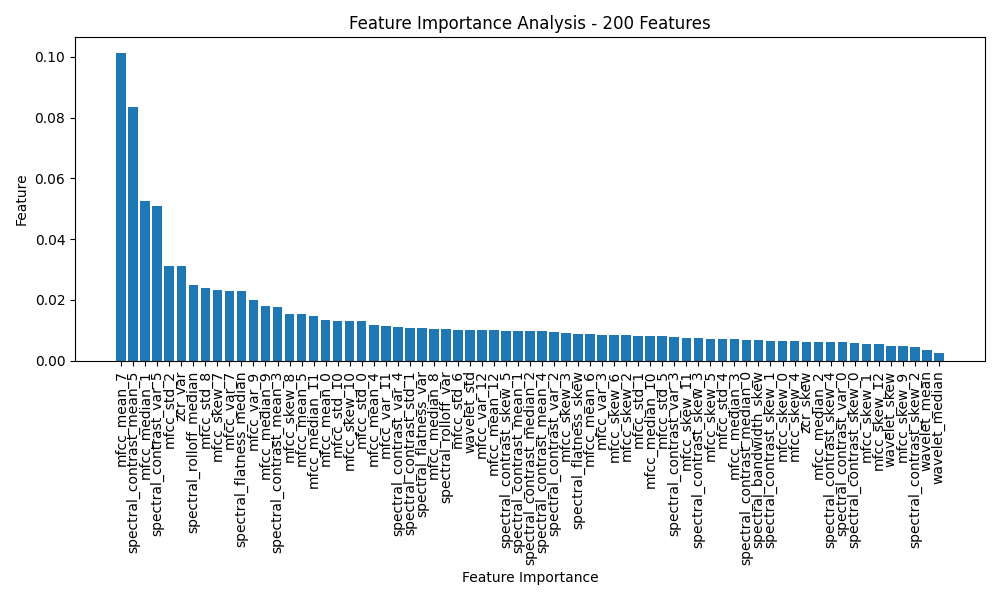 Feature Importance Analysis - 200 Features
Feature
0.10
0.08
0.06
0.04
0.02
0.00
mfcc_mean_7
spectral_contrast_mean_5
mfcc_median_1
spectral_contrast_var_5
mfcc_std_2
zcr_var
spectral_rolloff_median
mfcc_std_8
mfcc_skew_7
mfcc_var_7
spectral_flatness_median
mfcc_var_9
mfcc_median_9
spectral_contrast_mean_3
mfcc_skew_8
mfcc_mean_5
mfcc_median_11
mfcc_mean_10
mfcc_std_10
mfcc_skew_10
mfcc_std_0
mfcc_mean_4
mfcc_var_11
spectral_contrast_var_4
spectral_contrast_std_1
spectral_flatness_var
mfcc_median_8
spectral_rolloff_var
mfcc_std_6
wavelet_std
mfcc_var_12
mfcc_mean_12
spectral_contrast_skew_5
spectral_contrast_mean_1
spectral_contrast_median_2
spectral_contrast_mean_4
spectral_contrast_var_2
mfcc_skew_3
spectral_flatness_skew
mfcc_mean_6
mfcc_var_3
mfcc_skew_6
mfcc_skew_2
mfcc_std_1
mfcc_median_10
mfcc_std_5
spectral_contrast_var_3
mfcc_skew_11
spectral_contrast_skew_3
mfcc_skew_5
mfcc_std_4
mfcc_median_3
spectral_contrast_median_0
spectral_bandwidth_skew
spectral_contrast_skew_1
mfcc_skew_0
mfcc_skew_4
zcr_skew
mfcc_median_2
spectral_contrast_skew_4
spectral_contrast_var_0
spectral_contrast_skew_0
mfcc_skew_1
mfcc_skew_12
wavelet_skew
mfcc_skew_9
spectral_contrast_skew_2
wavelet_mean
wavelet_median
Feature Importance